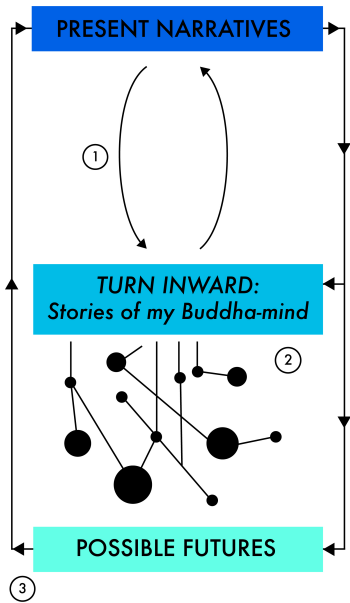 PRESENT NARRATIVES
1
TURN INWARD:
Stories of my Buddha-mind
2
POSSIBLE FUTURES
3